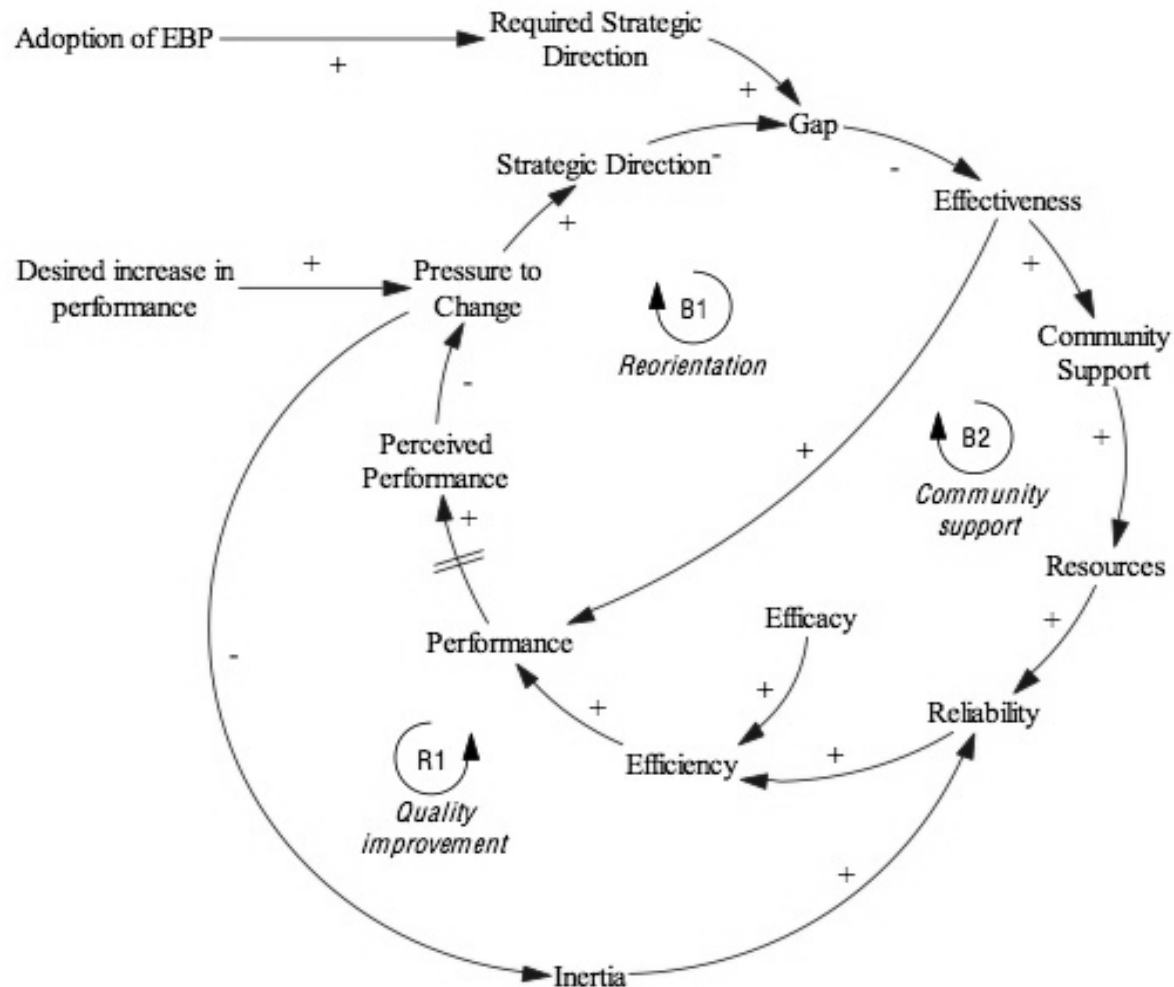 Adoption of EBP
+
Required Strategic
Direction
+
Gap
Strategic Direction
-
-
Effectiveness
+
Desired increase in
performance
+
Pressure to
Change
B1
Reorientation
+
Community
Support
-
Perceived
Performance
+
+
B2
Community
support
+
Resources
Performance
Efficacy
+
-
+
+
Reliability
R1
Quality
improvement
Efficiency
+
+
Inertia